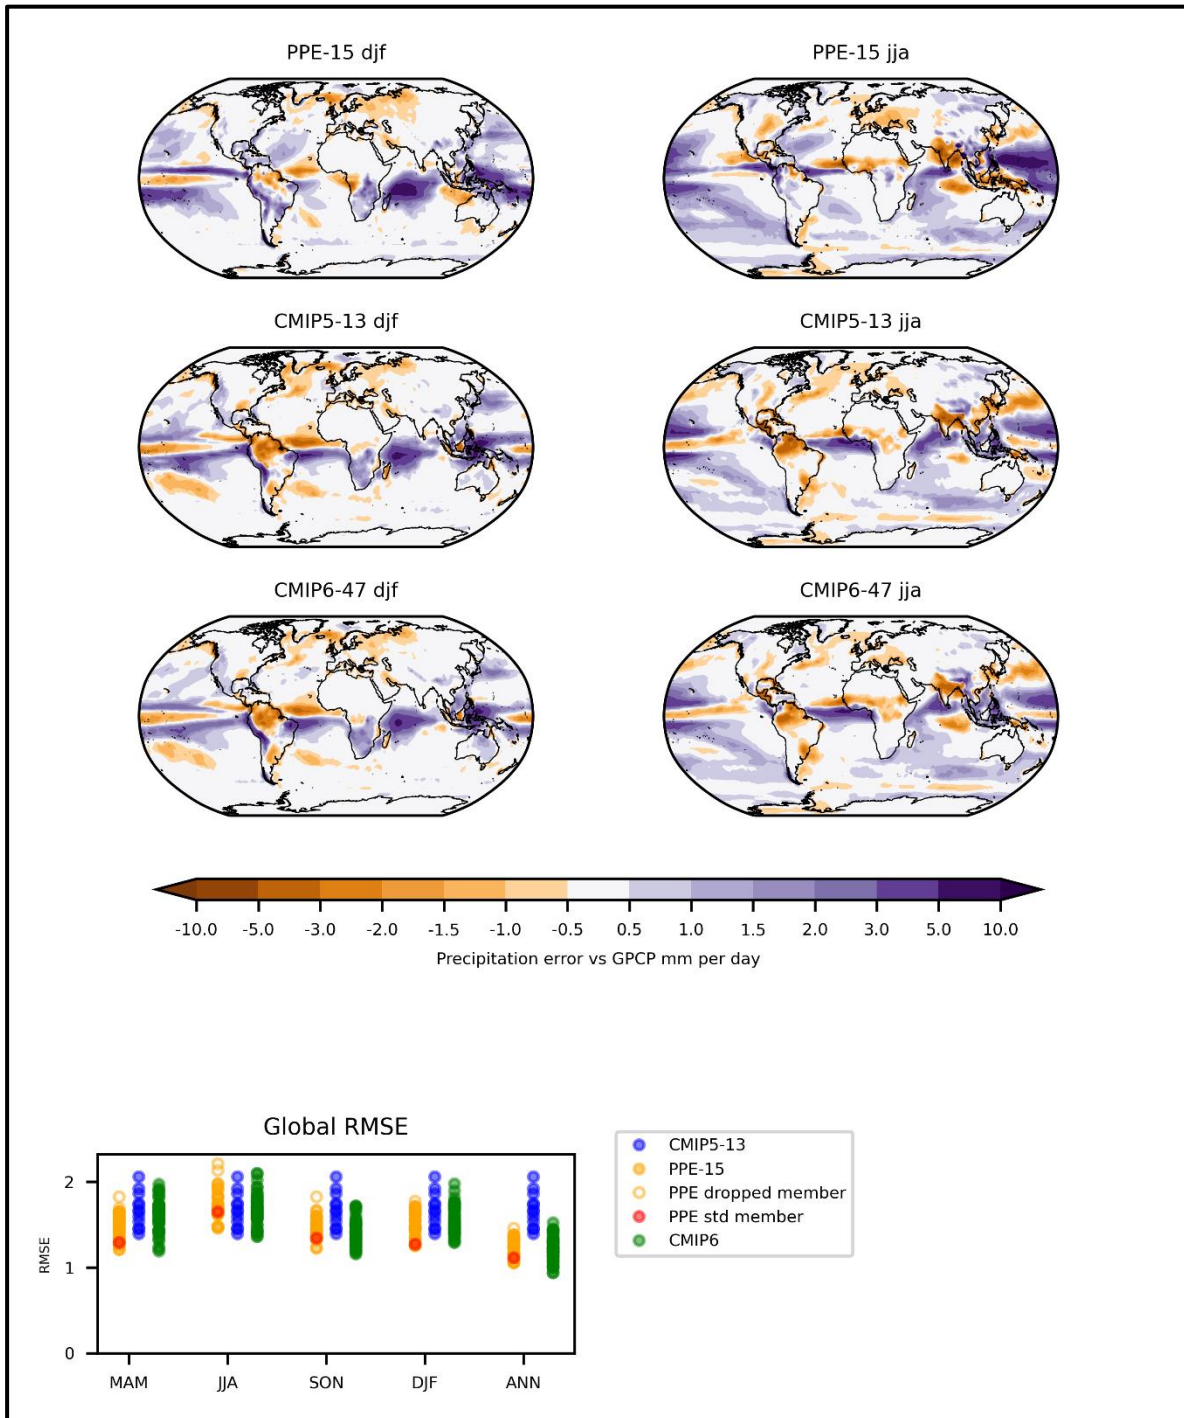 PPE-15 djf
PPE-15 jja
CMIP5-13 djf
CMIP5-13 jja
CMIP6-47 djf
CMIP6-47 jja
-10.0 -5.0 -3.0 -2.0 -1.5 -1.0 -0.5 0.5 1.0 1.5 2.0 3.0 5.0 10.0
Precipitation error vs GPCP mm per day
Global RMSE
RMSE
2
1
0
MAM JJA SON DJF ANN
CMIP5-13
PPE-15
PPE dropped member
PPE std member
CMIP6